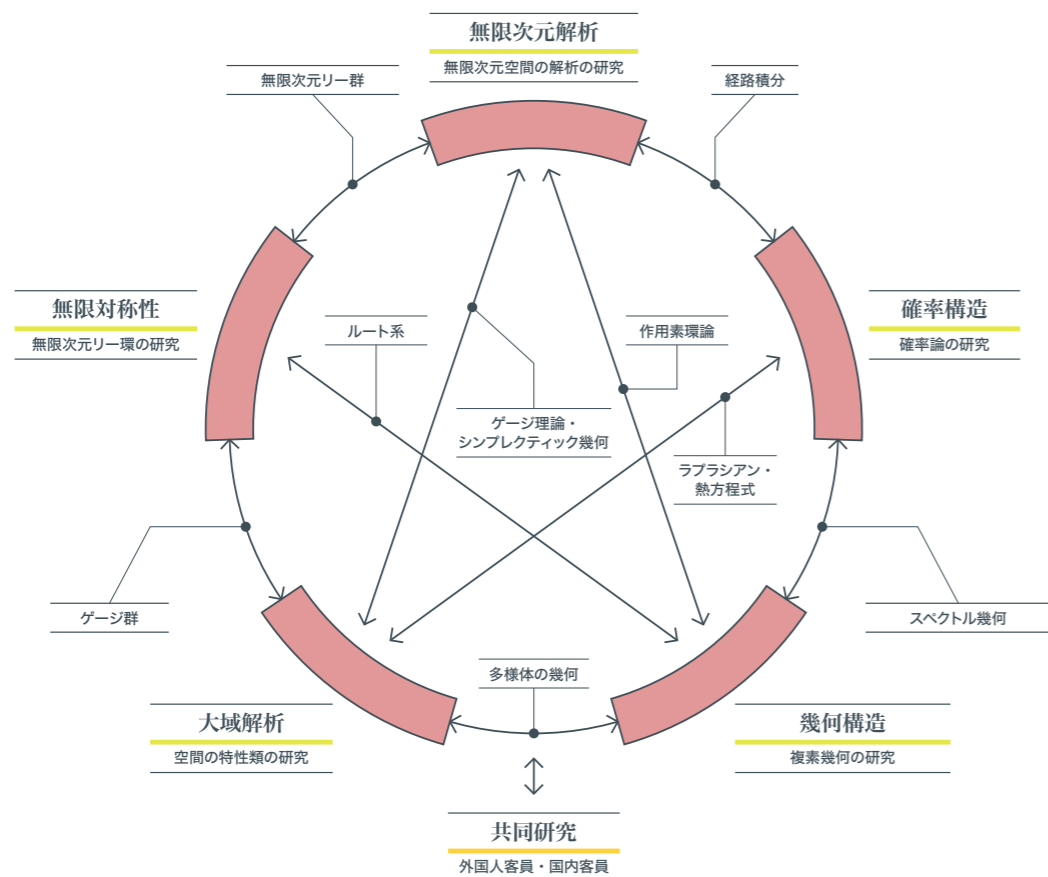 無限次元解析
無限次元空間の解析の研究
無限次元リー群
経路積分
無限対称性
無限次元リー環の研究
確率構造
確率論の研究
ルート系
作用素環論
ゲージ理論・
シンプレクティック幾何
ラプラシアン・
熱方程式
ゲージ群
スペクトル幾何
多様体の幾何
大域解析
空間の特性類の研究
幾何構造
複素幾何の研究
共同研究
外国人客員・国内客員